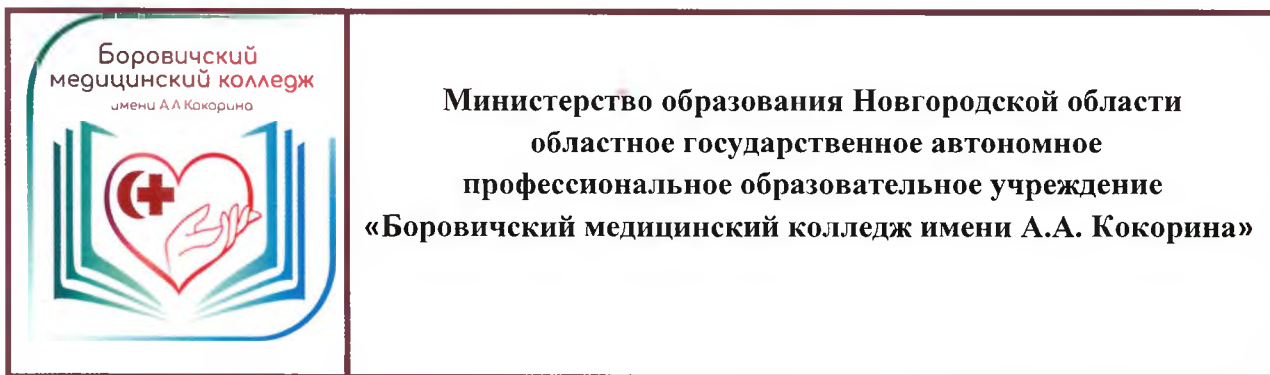 Боровичский
медицинский колледж
имени А.А.Кокорина
Министерство образования Новгородской области
областное государственное автономное
профессиональное образовательное учреждение
«Боровичский медицинский колледж имени А.А. Кокорина»